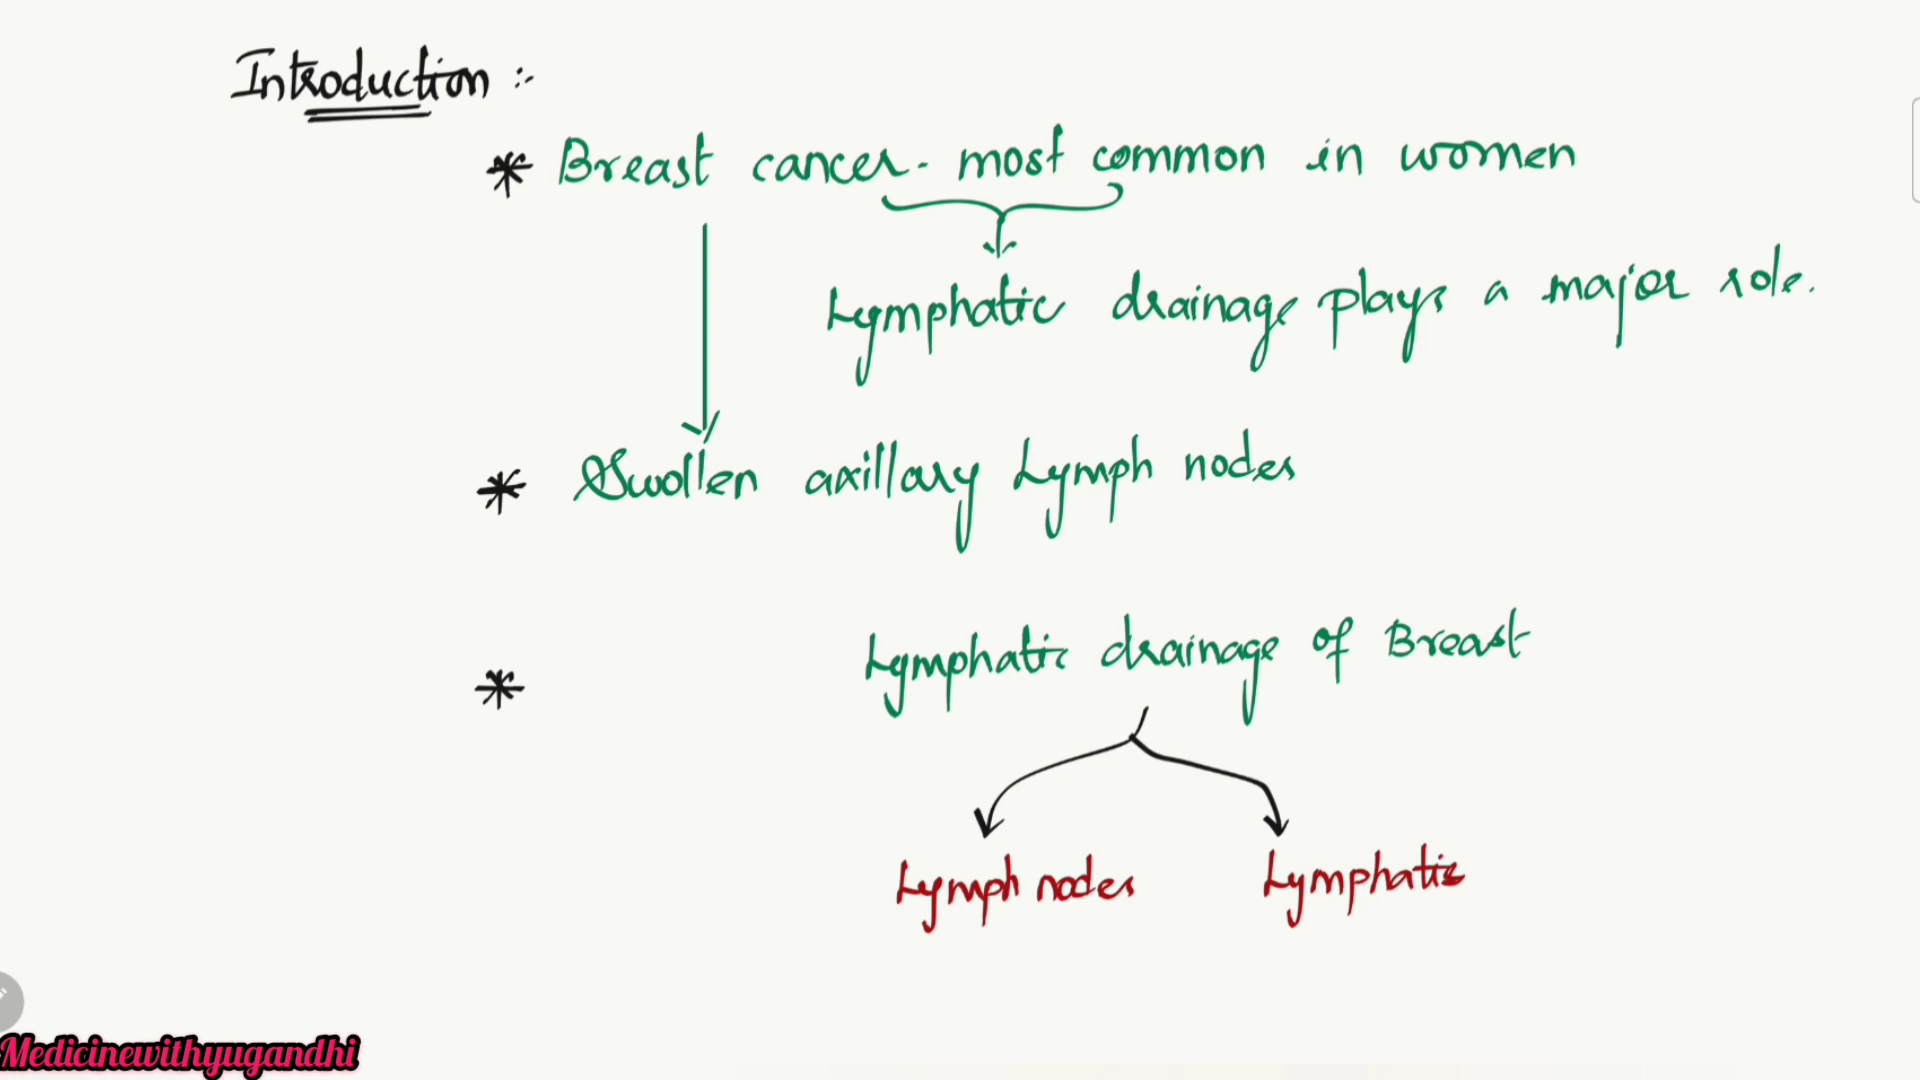 Introduction :-
* Breast cancer - most common in women
Lymphatic drainage plays a major role.
* Swollen axillary Lymph nodes
* Lymphatic drainage of Breast
Lymph nodes Lymphatic
Medicinewithyugandhi